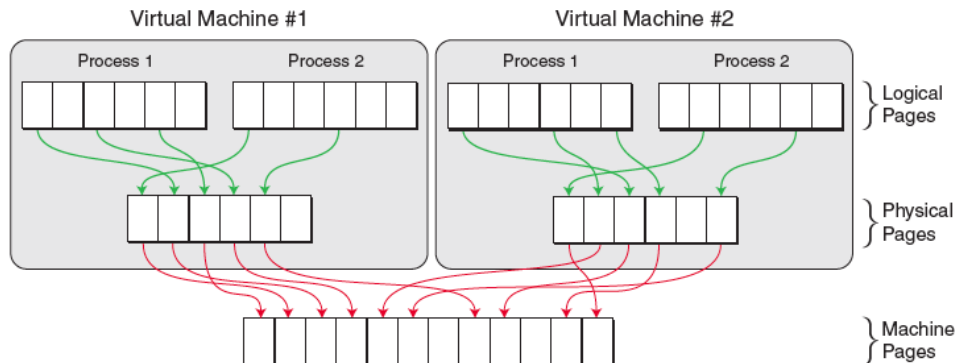 Virtual Machine #1
Virtual Machine #2
Process 1
Process 2
Process 1
Process 2
Logical
Pages
Physical
Pages
Machine
Pages